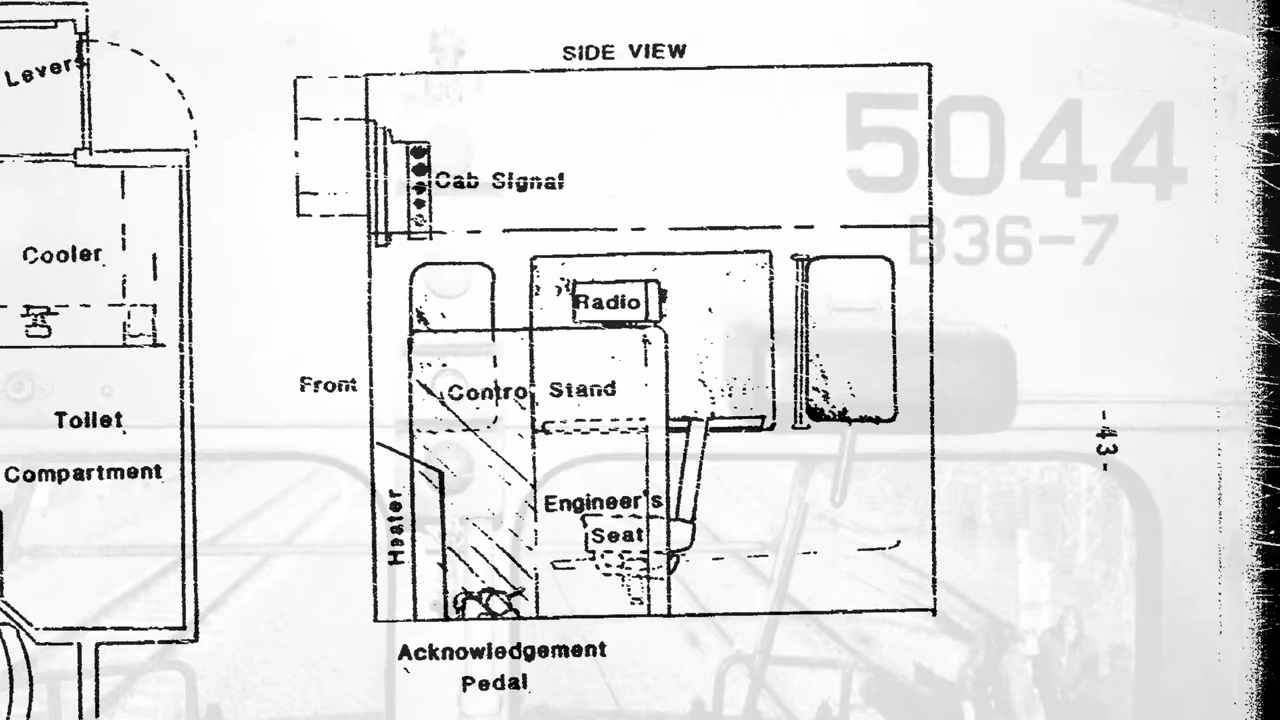 SIDE VIEW
Levers
5044
Cab Signal
B36-7
Cooler
Radio
Front
Control Stand
Toilet
-43-
Compartment
Engineer's
Heater
Seat
Acknowledgement
Pedal